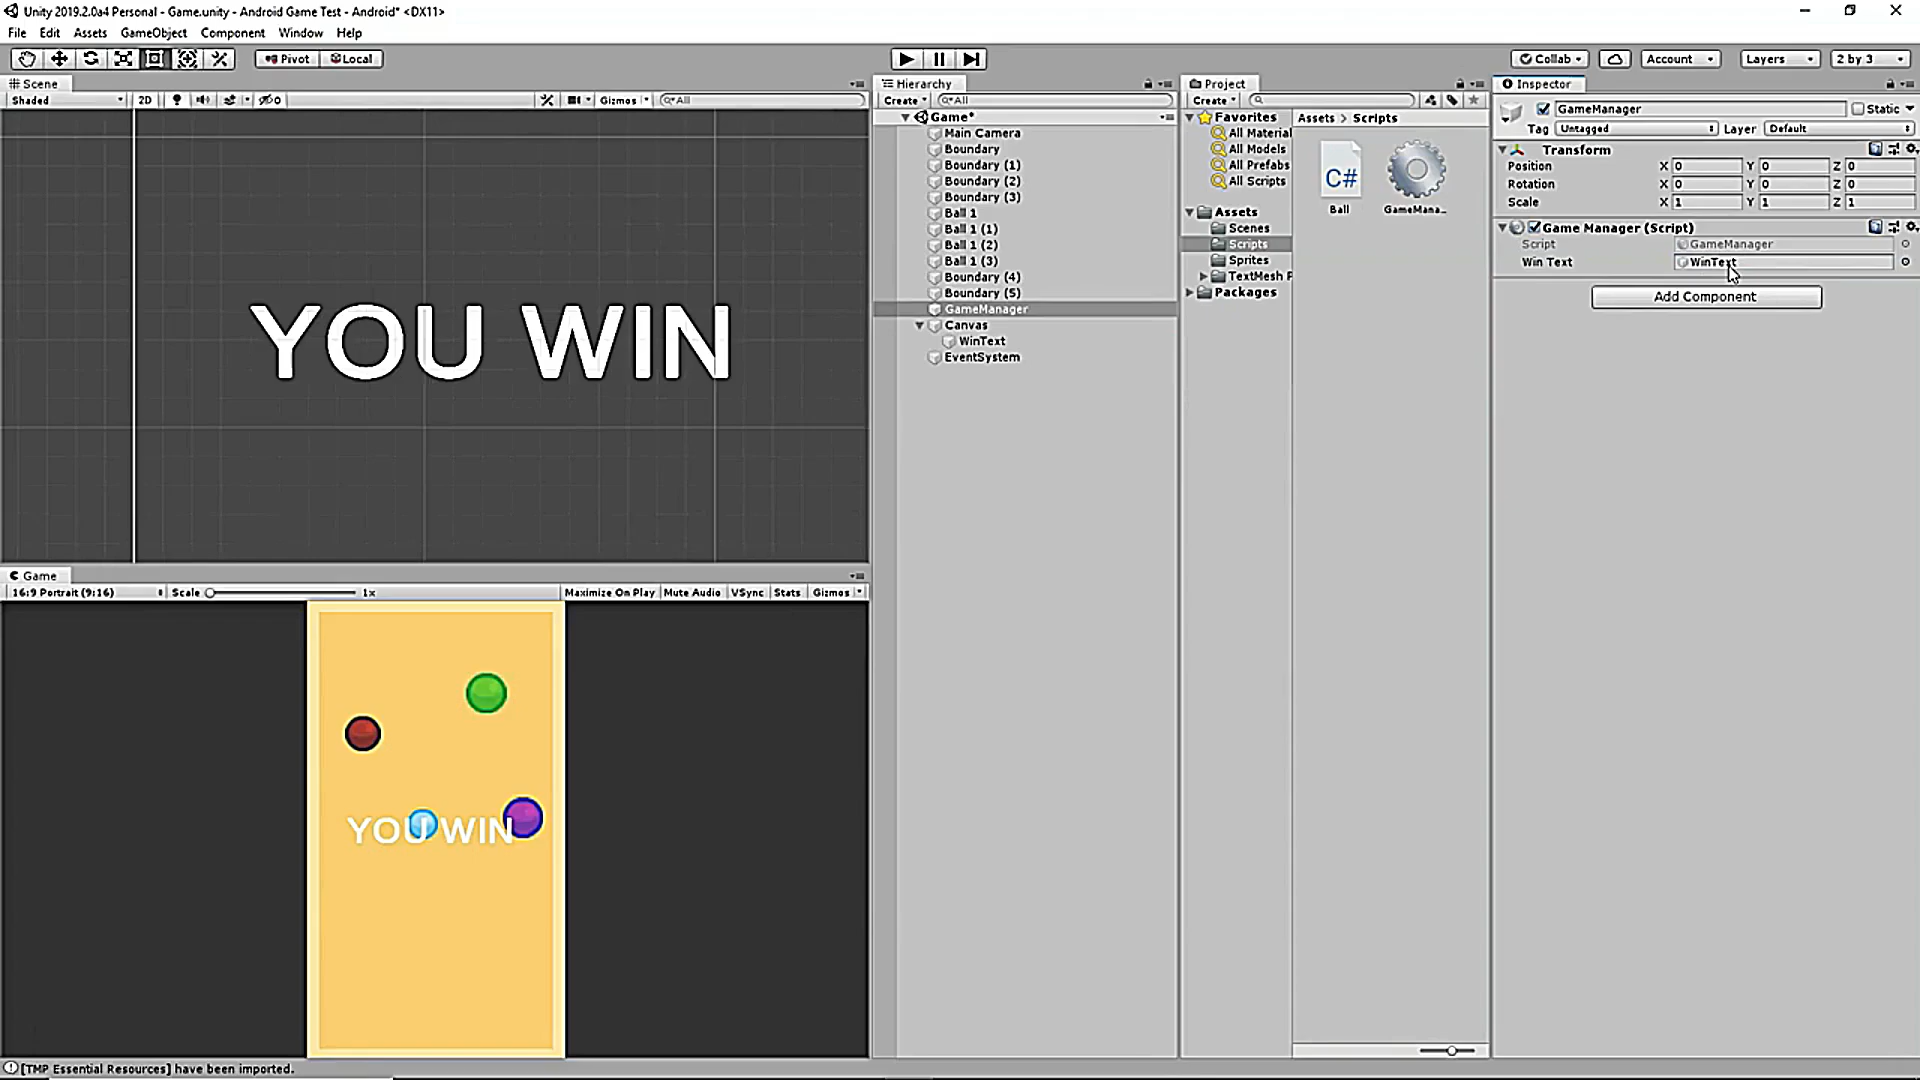 Unity 2019.2.0a4 Personal - Game.unity - Android Game Test - Android* <DX11>
File Edit Assets GameObject Component Window Help
Pivot Local
Collab Account Layers 2 by 3
Scene
Shaded 2D 0 Gizmos All
YOU WIN
Game
16:9 Portrait (9:16) Scale 1x Maximize On Play Mute Audio VSync Stats Gizmos
YOU WIN
Hierarchy
Create All
Game*
Main Camera
Boundary
Boundary (1)
Boundary (2)
Boundary (3)
Ball 1
Ball 1 (1)
Ball 1 (2)
Ball 1 (3)
Boundary (4)
Boundary (5)
GameManager
Canvas
WinText
EventSystem
Project
Create
Favorites
All Material
All Models
All Prefabs
All Scripts
Assets
Scenes
Scripts
Sprites
TextMesh P
Packages
Assets > Scripts
C#
Ball GameMana...
Inspector
GameManager Static
Tag Untagged Layer Default
Transform
Position X 0 Y 0 Z 0
Rotation X 0 Y 0 Z 0
Scale X 1 Y 1 Z 1
Game Manager (Script)
Script GameManager
Win Text WinText
Add Component
[TMP Essential Resources] have been imported.